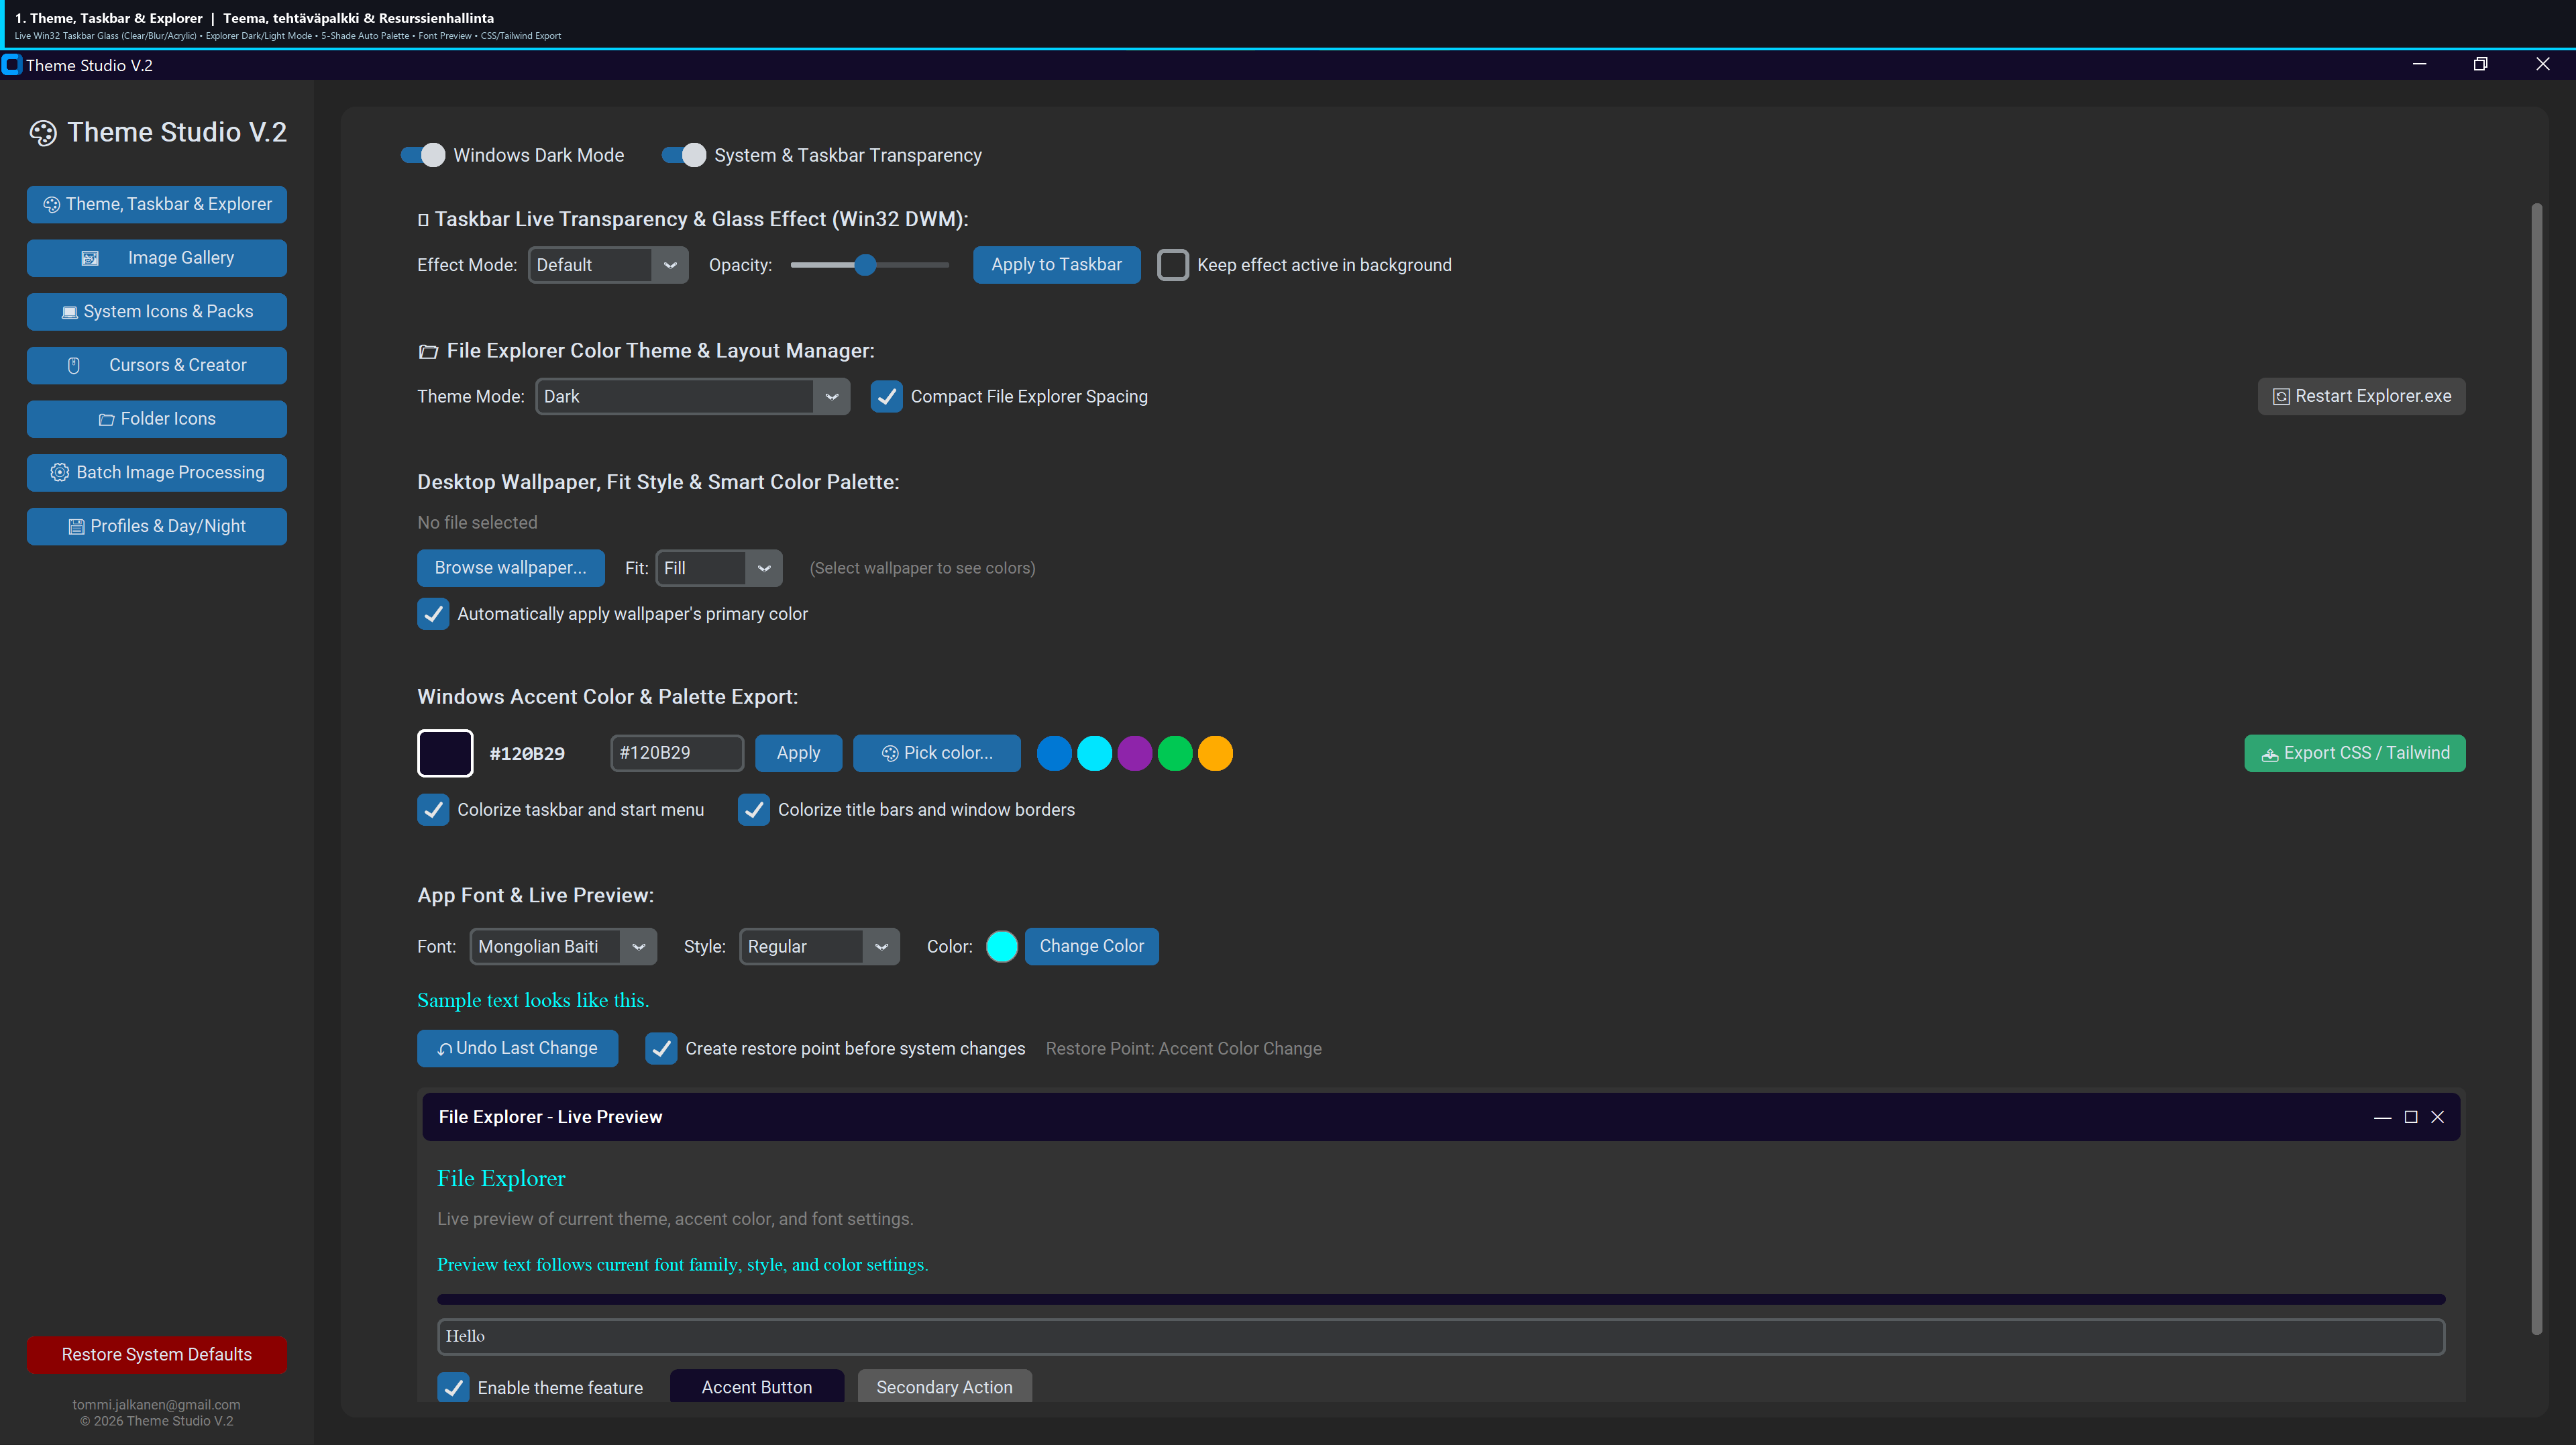 1. Theme, Taskbar & Explorer | Teema, tehtäväpalkki & Resurssienhallinta
Live Win32 Taskbar Glass (Clear/Blur/Acrylic) • Explorer Dark/Light Mode • 5-Shade Auto Palette • Font Preview • CSS/Tailwind Export
Theme Studio V.2
Theme Studio V.2
Theme, Taskbar & Explorer
Image Gallery
System Icons & Packs
Cursors & Creator
Folder Icons
Batch Image Processing
Profiles & Day/Night
Restore System Defaults
tommi.jalkanen@gmail.com
© 2026 Theme Studio V.2
Windows Dark Mode System & Taskbar Transparency
Taskbar Live Transparency & Glass Effect (Win32 DWM):
Effect Mode: Default Opacity: Apply to Taskbar Keep effect active in background
File Explorer Color Theme & Layout Manager:
Theme Mode: Dark Compact File Explorer Spacing Restart Explorer.exe
Desktop Wallpaper, Fit Style & Smart Color Palette:
No file selected
Browse wallpaper... Fit: Fill (Select wallpaper to see colors)
Automatically apply wallpaper's primary color
Windows Accent Color & Palette Export:
#120B29 #120B29 Apply Pick color... Export CSS / Tailwind
Colorize taskbar and start menu Colorize title bars and window borders
App Font & Live Preview:
Font: Mongolian Baiti Style: Regular Color: Change Color
Sample text looks like this.
Undo Last Change Create restore point before system changes Restore Point: Accent Color Change
File Explorer - Live Preview
File Explorer
Live preview of current theme, accent color, and font settings.
Preview text follows current font family, style, and color settings.
Hello
Enable theme feature Accent Button Secondary Action